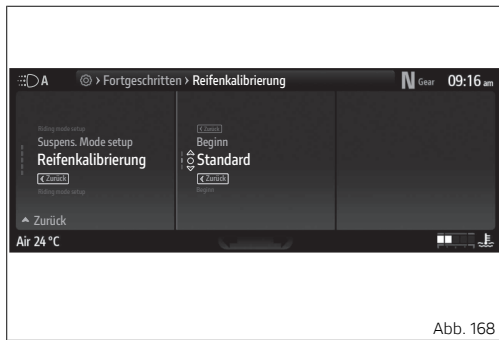 A > Fortgeschritten > Reifenkalibrierung N Gear 09:16 am
Riding mode setup
Suspens. Mode setup
Reifenkalibrierung
Zurück
Riding mode setup
Zurück
Zurück
Beginn
Standard
Zurück
Beginn
Air 24 °C
Abb. 168